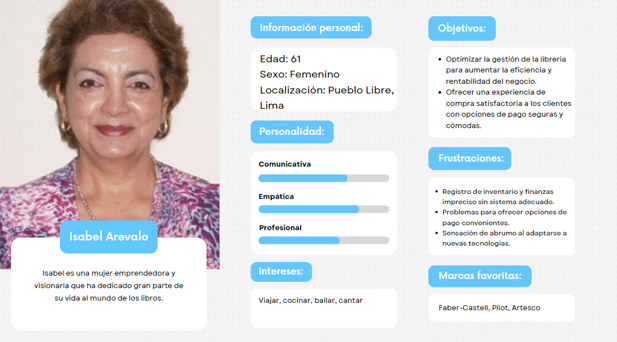 Isabel Arevalo
Isabel es una mujer emprendedora y
visionaria que ha dedicado gran parte de
su vida al mundo de los libros.
Información personal:
Edad: 61
Sexo: Femenino
Localización: Pueblo Libre,
Lima
Personalidad:
Comunicativa
Empática
Profesional
Intereses:
Viajar, cocinar, bailar, cantar
Objetivos:
Optimizar la gestión de la librería
para aumentar la eficiencia y
rentabilidad del negocio.
Ofrecer una experiencia de
compra satisfactoria a los clientes
con opciones de pago seguras y
cómodas.
Frustraciones:
Registro de inventario y finanzas
impreciso sin sistema adecuado.
Problemas para ofrecer opciones de
pago convenientes.
Sensación de abrumo al adaptarse a
nuevas tecnologías.
Marcas favoritas:
Faber-Castell, Pilot, Artesco